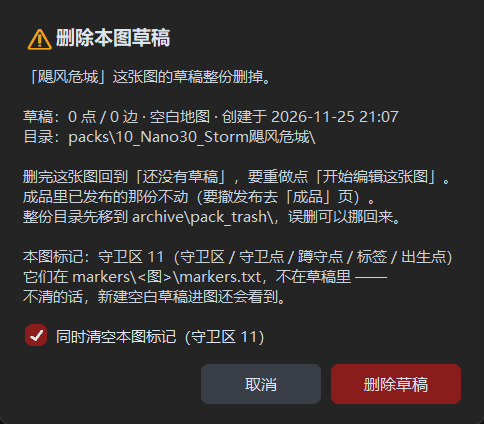 删除本图草稿
「飓风危城」这张图的草稿整份删掉。
草稿：0 点 / 0 边 · 空白地图 · 创建于 2026-11-25 21:07
目录：packs\10_Nano30_Storm飓风危城\
删完这张图回到「还没有草稿」，要重做点「开始编辑这张图」。
成品里已发布的那份不动（要撤发布去「成品」页）。
整份目录先移到 archive\pack_trash\，误删可以挪回来。
本图标记：守卫区 11（守卫区 / 守卫点 / 蹲守点 / 标签 / 出生点）
它们在 markers\<图>\markers.txt，不在草稿里 ——
不清的话，新建空白草稿进图还会看到。
同时清空本图标记（守卫区 11）
取消
删除草稿